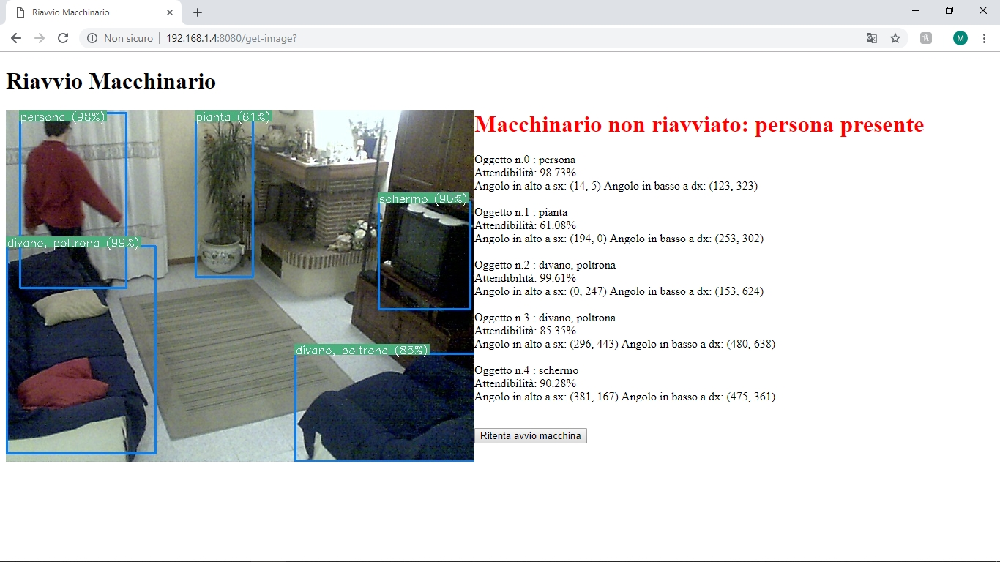 Riavvio Macchinario
Non sicuro
192.168.1.4:8080/get-image?
M
Riavvio Macchinario
persona (98%)
pianta (61%)
schermo (90%)
divano, poltrona (99%)
divano, poltrona (85%)
Macchinario non riavviato: persona presente
Oggetto n.0 : persona
Attendibilità: 98.73%
Angolo in alto a sx: (14, 5) Angolo in basso a dx: (123, 323)
Oggetto n.1 : pianta
Attendibilità: 61.08%
Angolo in alto a sx: (194, 0) Angolo in basso a dx: (253, 302)
Oggetto n.2 : divano, poltrona
Attendibilità: 99.61%
Angolo in alto a sx: (0, 247) Angolo in basso a dx: (153, 624)
Oggetto n.3 : divano, poltrona
Attendibilità: 85.35%
Angolo in alto a sx: (296, 443) Angolo in basso a dx: (480, 638)
Oggetto n.4 : schermo
Attendibilità: 90.28%
Angolo in alto a sx: (381, 167) Angolo in basso a dx: (475, 361)
Ritenta avvio macchina